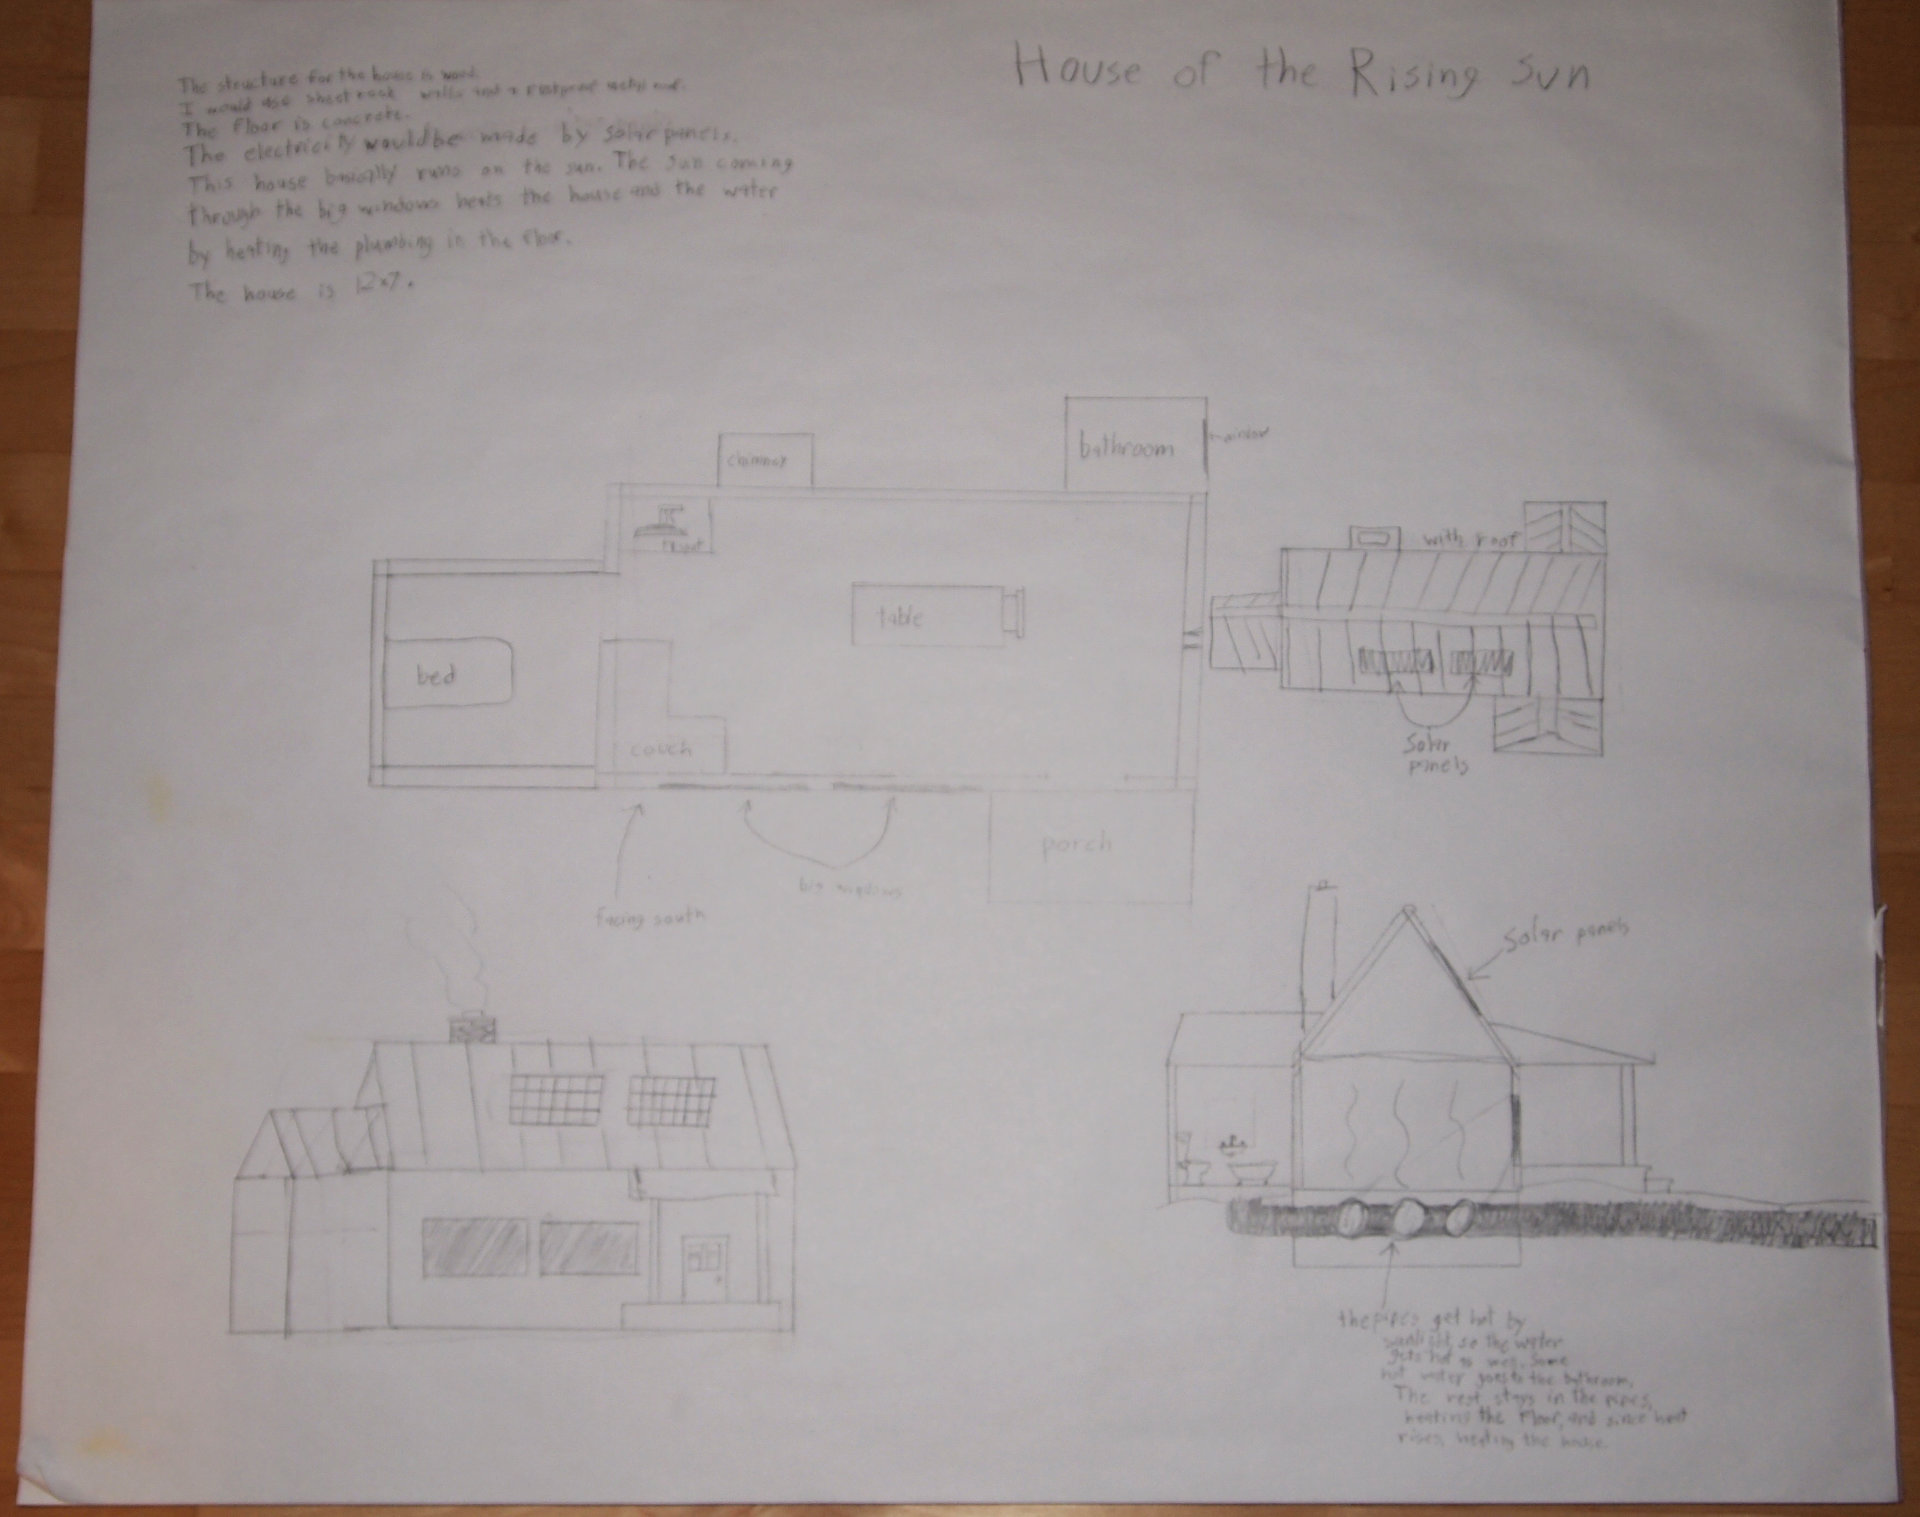 House of the Rising Sun
The structure for the house is wood.
I would use sheet rock walls and a metal roof.
The floor is concrete.
The electricity would be made by solar panels.
This house basically runs on the sun. The sun coming
through the big windows heats the house and the water
by heating the plumbing in the floor.
The house is 12x7.
chimney
bathroom
window
with roof
table
bed
couch
Solar
panels
porch
big windows
facing south
Solar panels
the pipes get hot by
sunlight, so the water
gets hot as well. Some
hot water goes to the bathroom.
The rest stays in the pipes,
heating the floor, and since heat
rises, heating the house.